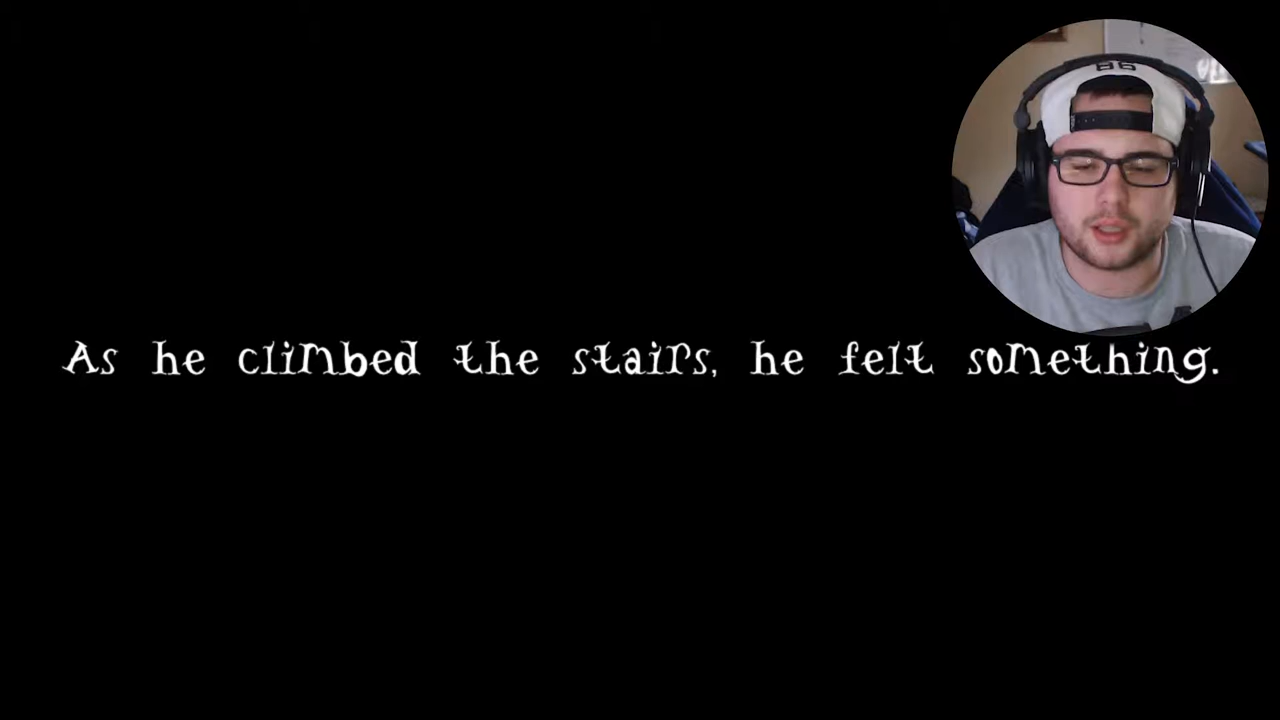 As he climbed the stairs, he felt something.